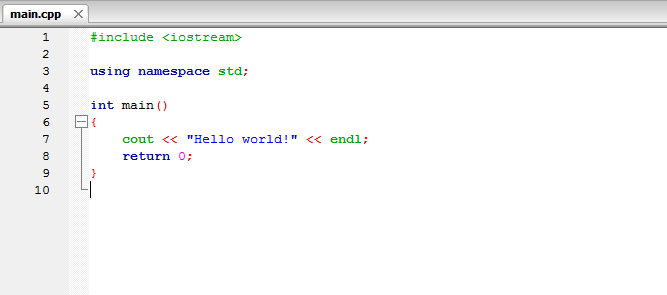 main.cpp
1 #include <iostream>
2
3 using namespace std;
4
5 int main()
6 {
7     cout << "Hello world!" << endl;
8     return 0;
9 }
10